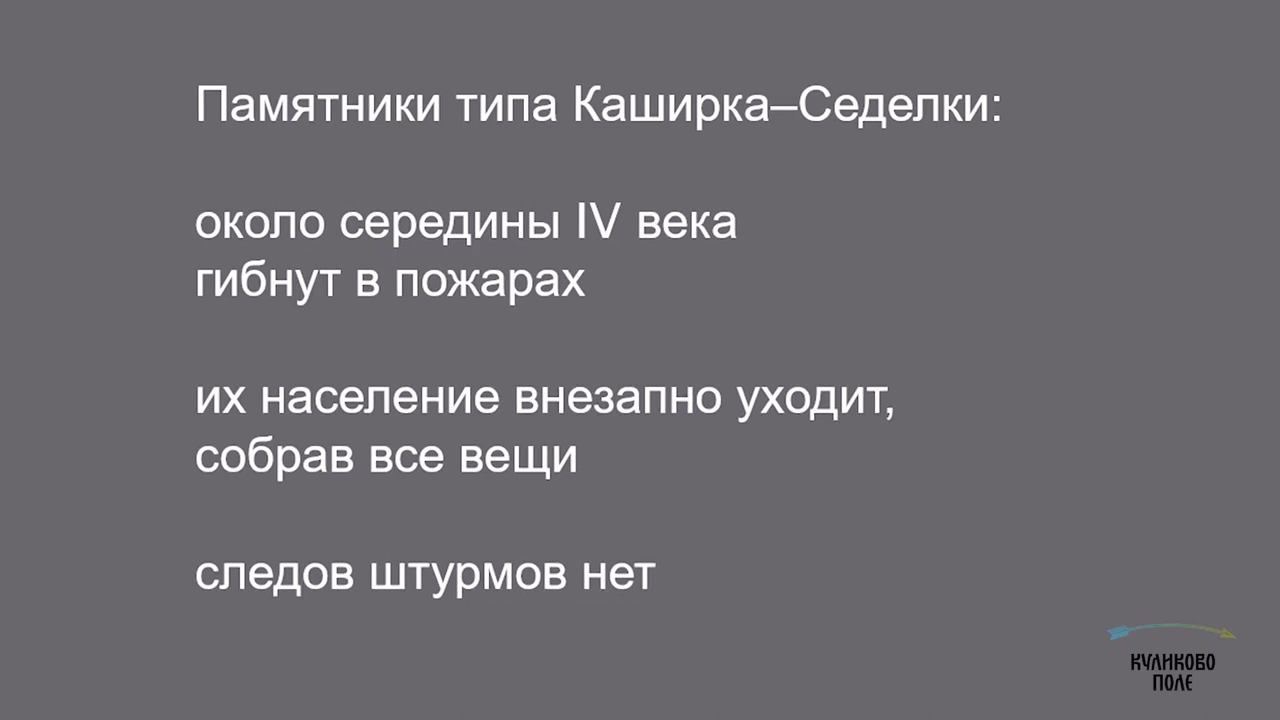 Памятники типа Каширка–Седелки:
около середины IV века
гибнут в пожарах
их население внезапно уходит,
собрав все вещи
следов штурмов нет
КУЛИКОВО
ПОЛЕ